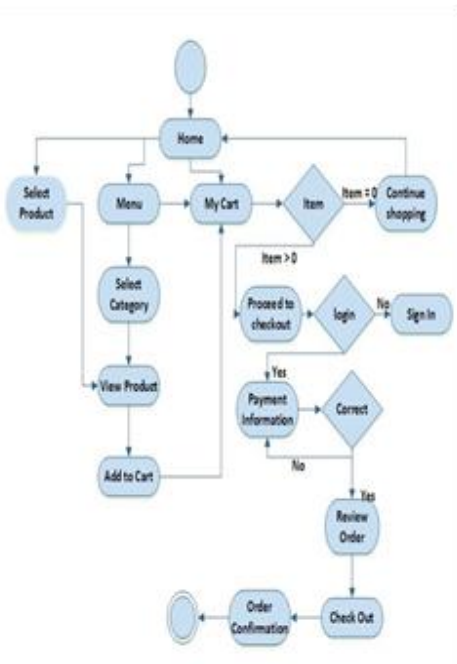 Home
Select
Product
Menu
My Cart
Item
Item = 0
Continue
shopping
Item > 0
Select
Category
Proceed to
checkout
login
No
Sign In
Yes
View Product
Payment
Information
Correct
No
Add to Cart
Yes
Review
Order
Order
Confirmation
Check Out